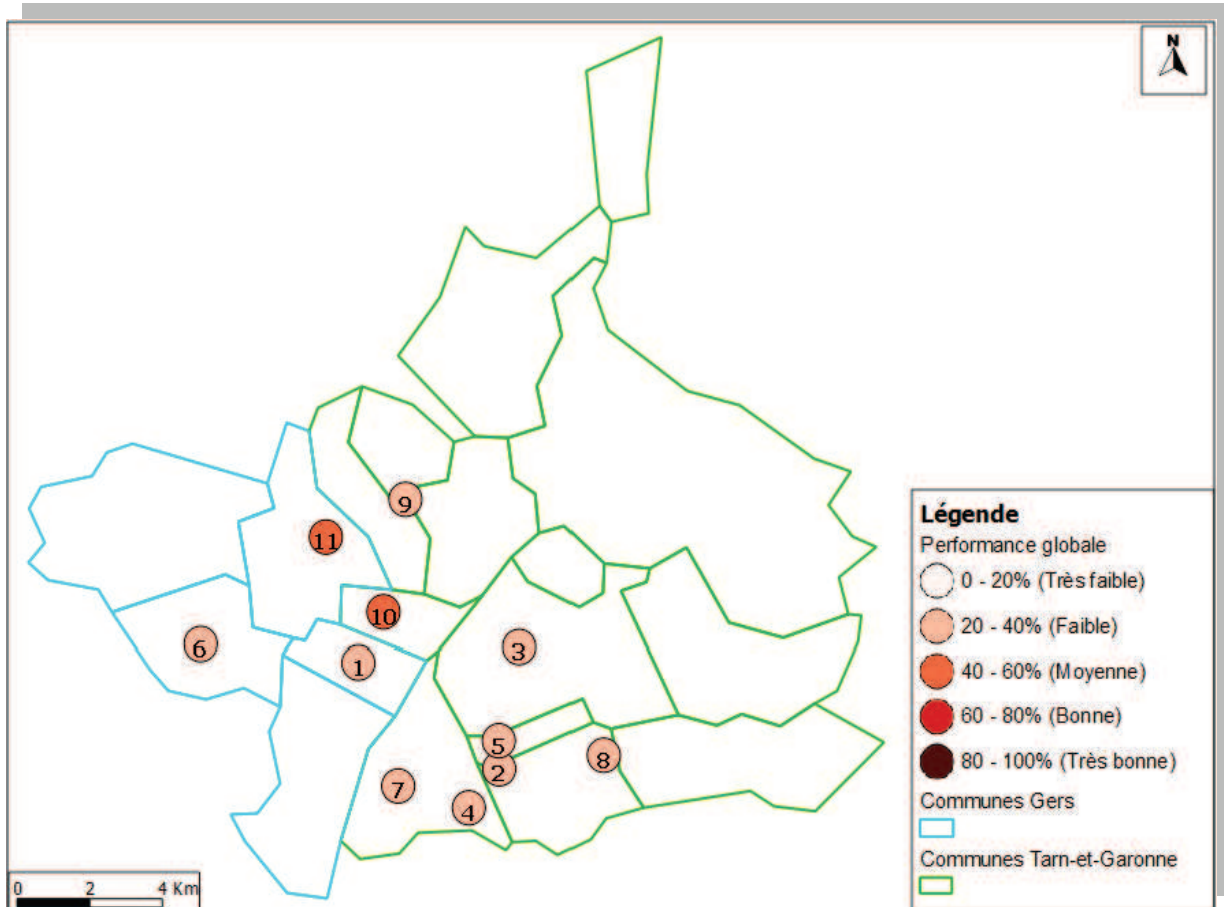 N
9
11
10
6
1
3
5
2
8
7
4
Légende
Performance globale
0 - 20% (Très faible)
20 - 40% (Faible)
40 - 60% (Moyenne)
60 - 80% (Bonne)
80 - 100% (Très bonne)
Communes Gers
Communes Tarn-et-Garonne
0 2 4 Km